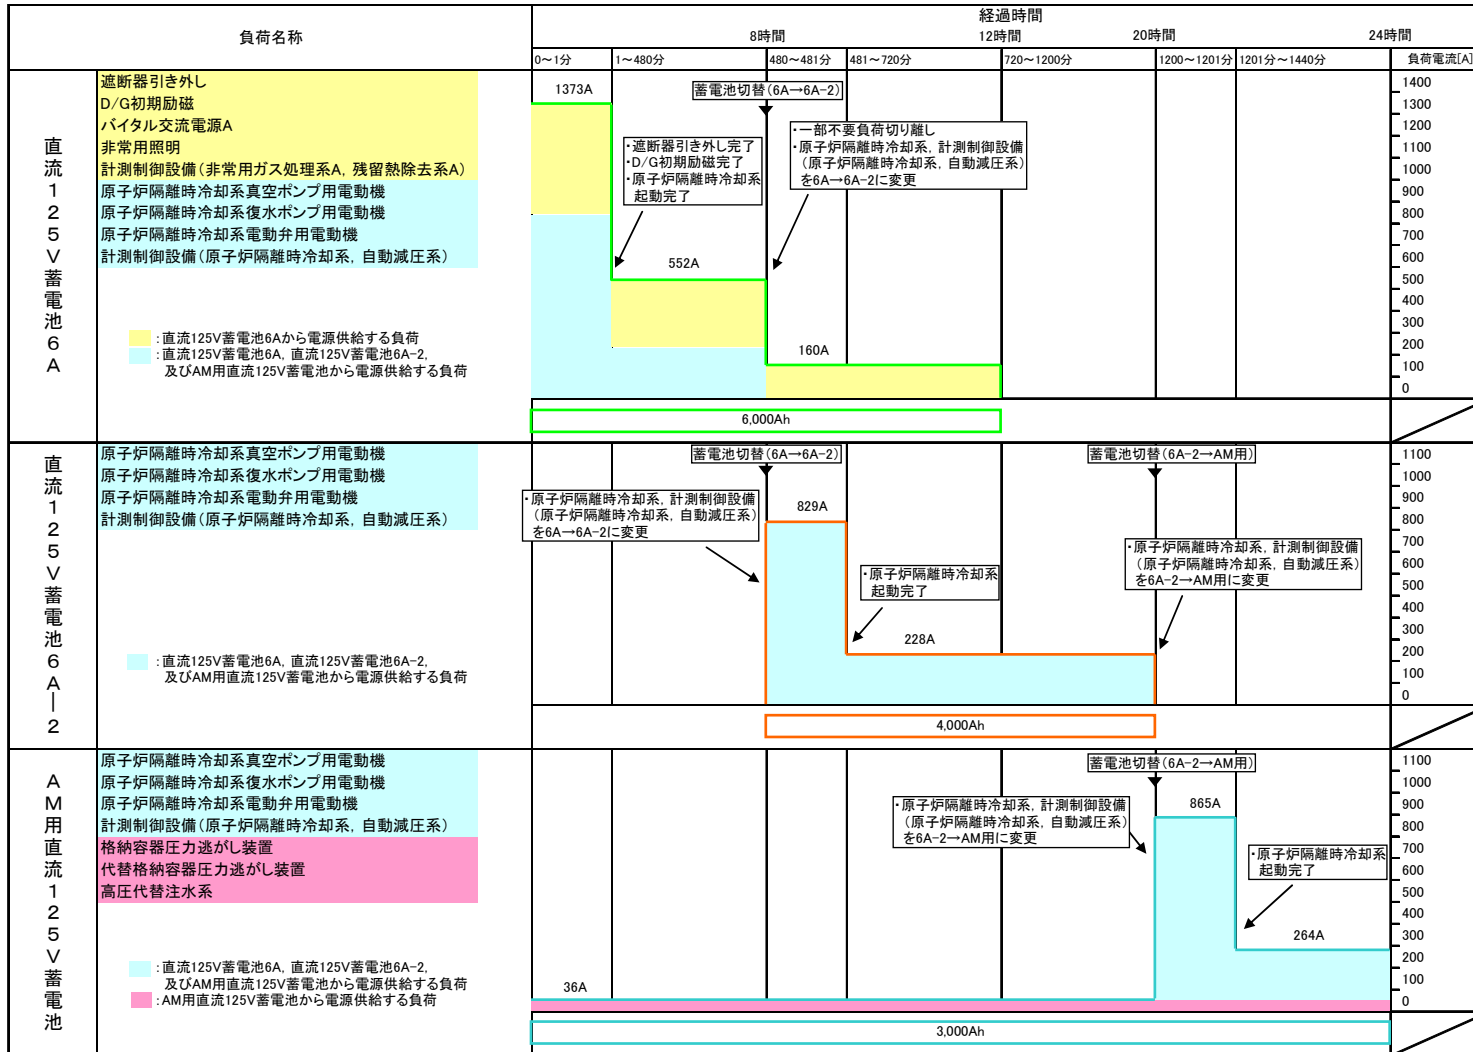 負荷名称
経過時間
8時間
12時間
20時間
24時間
0～1分
1～480分
480～481分
481～720分
720～1200分
1200～1201分
1201分～1440分
負荷電流[A]
直流125V蓄電池6A
遮断器引き外し
D/G初期励磁
バイタル交流電源A
非常用照明
計測制御設備(非常用ガス処理系A, 残留熱除去系A)
原子炉隔離時冷却系真空ポンプ用電動機
原子炉隔離時冷却系復水ポンプ用電動機
原子炉隔離時冷却系電動弁用電動機
計測制御設備(原子炉隔離時冷却系, 自動減圧系)
:直流125V蓄電池6Aから電源供給する負荷
:直流125V蓄電池6A, 直流125V蓄電池6A-2,
及びAM用直流125V蓄電池から電源供給する負荷
1373A
蓄電池切替(6A→6A-2)
・遮断器引き外し完了
・D/G初期励磁完了
・原子炉隔離時冷却系
起動完了
・一部不要負荷切り離し
・原子炉隔離時冷却系, 計測制御設備
(原子炉隔離時冷却系, 自動減圧系)
を6A→6A-2に変更
552A
160A
1400
1300
1200
1100
1000
900
800
700
600
500
400
300
200
100
0
6,000Ah
直流125V蓄電池6A―2
原子炉隔離時冷却系真空ポンプ用電動機
原子炉隔離時冷却系復水ポンプ用電動機
原子炉隔離時冷却系電動弁用電動機
計測制御設備(原子炉隔離時冷却系, 自動減圧系)
:直流125V蓄電池6A, 直流125V蓄電池6A-2,
及びAM用直流125V蓄電池から電源供給する負荷
蓄電池切替(6A→6A-2)
蓄電池切替(6A-2→AM用)
・原子炉隔離時冷却系, 計測制御設備
(原子炉隔離時冷却系, 自動減圧系)
を6A→6A-2に変更
829A
・原子炉隔離時冷却系
起動完了
・原子炉隔離時冷却系, 計測制御設備
(原子炉隔離時冷却系, 自動減圧系)
を6A-2→AM用に変更
228A
1100
1000
900
800
700
600
500
400
300
200
100
0
4,000Ah
AM用直流125V蓄電池
原子炉隔離時冷却系真空ポンプ用電動機
原子炉隔離時冷却系復水ポンプ用電動機
原子炉隔離時冷却系電動弁用電動機
計測制御設備(原子炉隔離時冷却系, 自動減圧系)
格納容器圧力逃がし装置
代替格納容器圧力逃がし装置
高圧代替注水系
:直流125V蓄電池6A, 直流125V蓄電池6A-2,
及びAM用直流125V蓄電池から電源供給する負荷
:AM用直流125V蓄電池から電源供給する負荷
蓄電池切替(6A-2→AM用)
・原子炉隔離時冷却系, 計測制御設備
(原子炉隔離時冷却系, 自動減圧系)
を6A-2→AM用に変更
865A
・原子炉隔離時冷却系
起動完了
264A
36A
1100
1000
900
800
700
600
500
400
300
200
100
0
3,000Ah